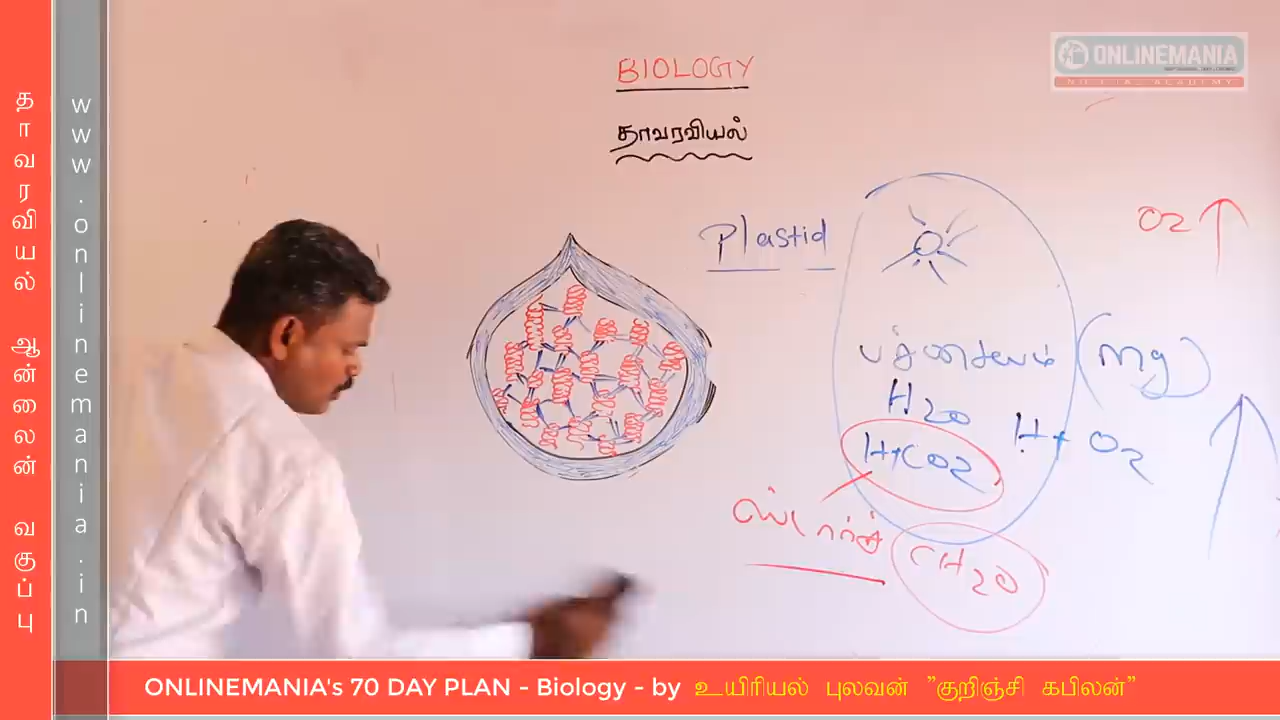 தாவரவியல் ஆன்லைன் வகுப்பு
www.onlinemania.in
ONLINEMANIA
BIOLOGY
தாவரவியல்
Plastid
O2
பச்சையம் (Mg)
H2O
H+CO2
H+ O2
ஸ்டார்ச்
CH2O
ONLINEMANIA's 70 DAY PLAN - Biology - by உயிரியல் புலவன் "குறிஞ்சி கபிலன்"